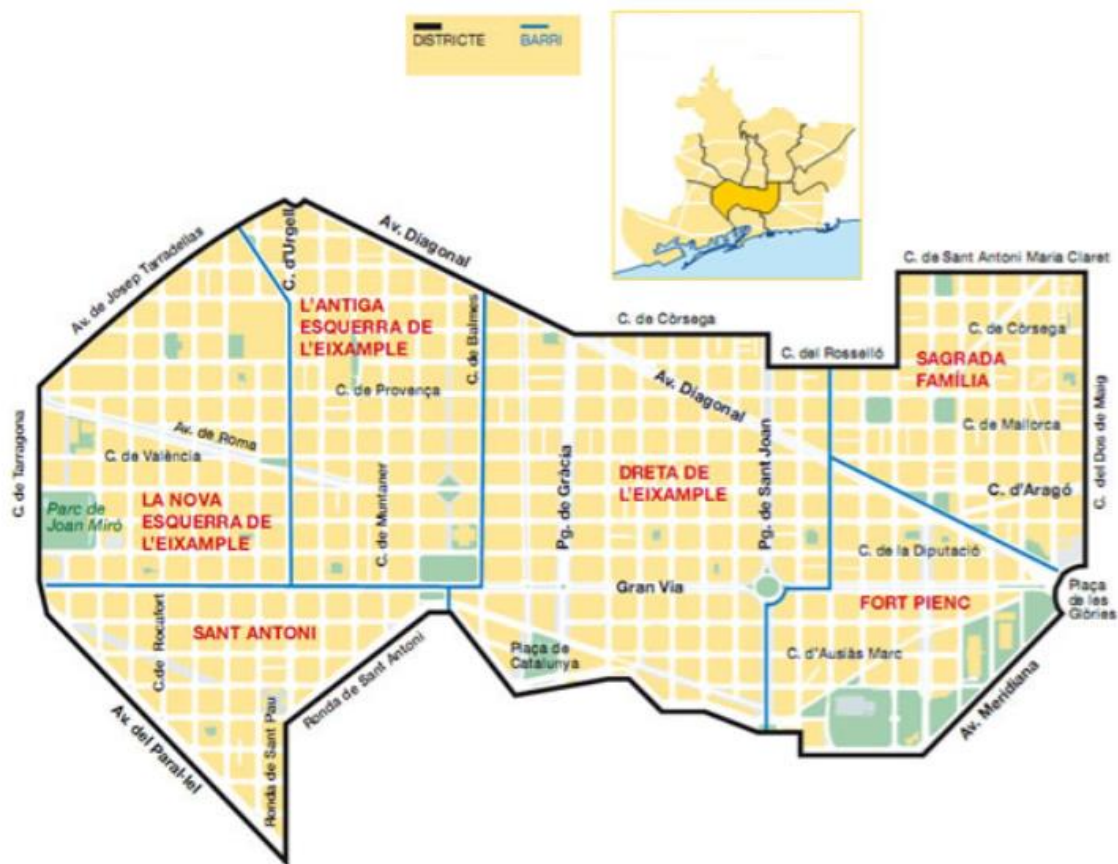 DISTRICTE
BARRI
C. de Sant Antoni Maria Claret
Av. de Josep Tarradellas
C. d'Urgell
Av. Diagonal
L'ANTIGA
ESQUERRA DE
L'EIXAMPLE
C. de Balmes
C. de Còrsega
C. de Còrsega
C. del Rosselló
SAGRADA
FAMÍLIA
C. de Provença
Av. Diagonal
C. de Mallorca
C. del Dos de Maig
C. de Tarragona
Av. de Roma
C. de València
Pg. de Gràcia
DRETA DE
L'EIXAMPLE
Pg. de Sant Joan
C. d'Aragó
Parc de
Joan Miró
LA NOVA
ESQUERRA DE
L'EIXAMPLE
C. de Muntaner
C. de la Diputació
Gran Via
FORT PIENC
Plaça
de les
Glòries
C.de Rocafort
SANT ANTONI
Ronda de Sant Antoni
Plaça de
Catalunya
C. d'Ausiàs Marc
Av. Meridiana
Av. del Paral·lel
Ronda de Sant Pau